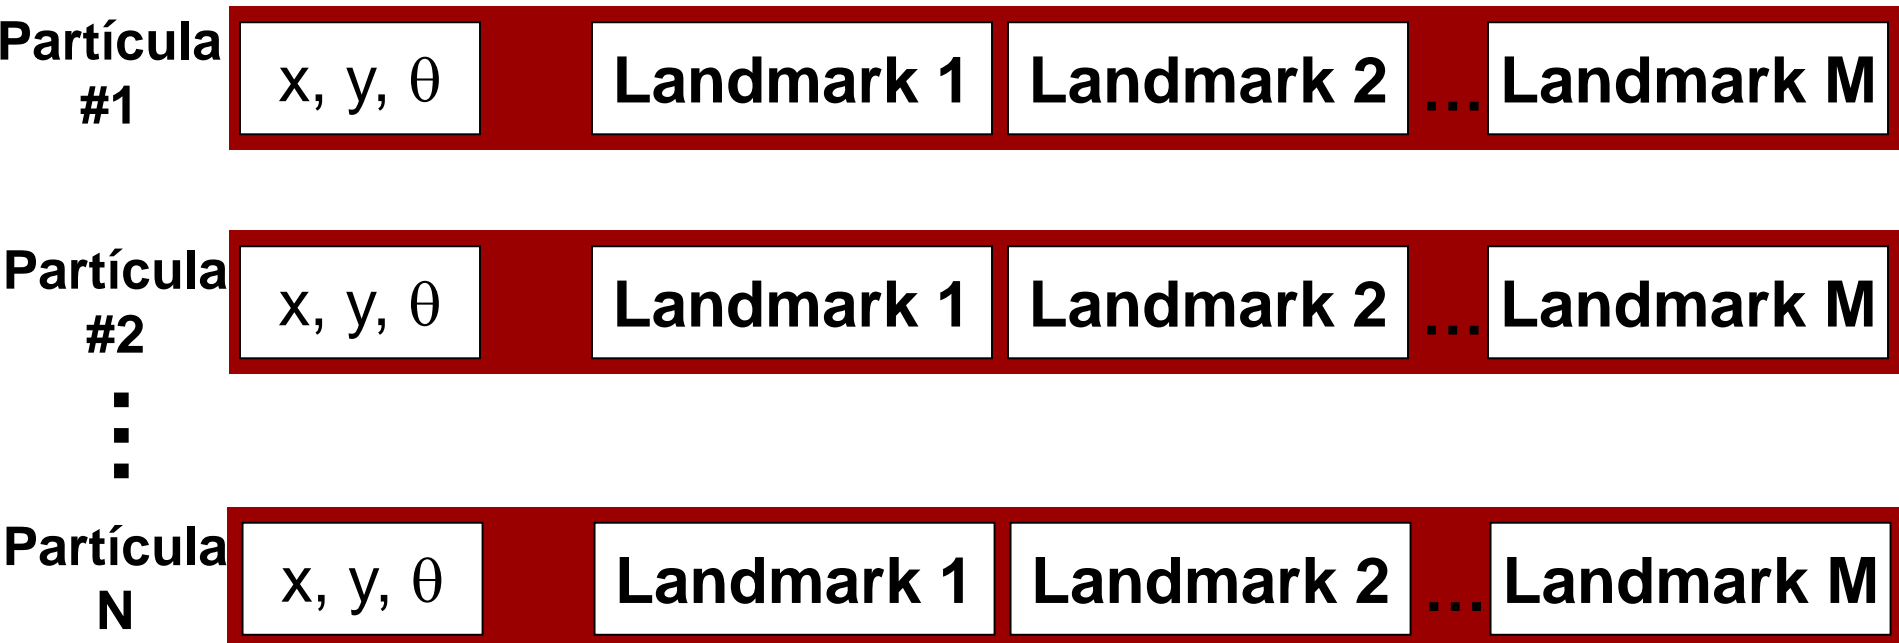 Partícula
#1
x, y, θ
Landmark 1
Landmark 2
...
Landmark M
Partícula
#2
x, y, θ
Landmark 1
Landmark 2
...
Landmark M
⋮
Partícula
N
x, y, θ
Landmark 1
Landmark 2
...
Landmark M